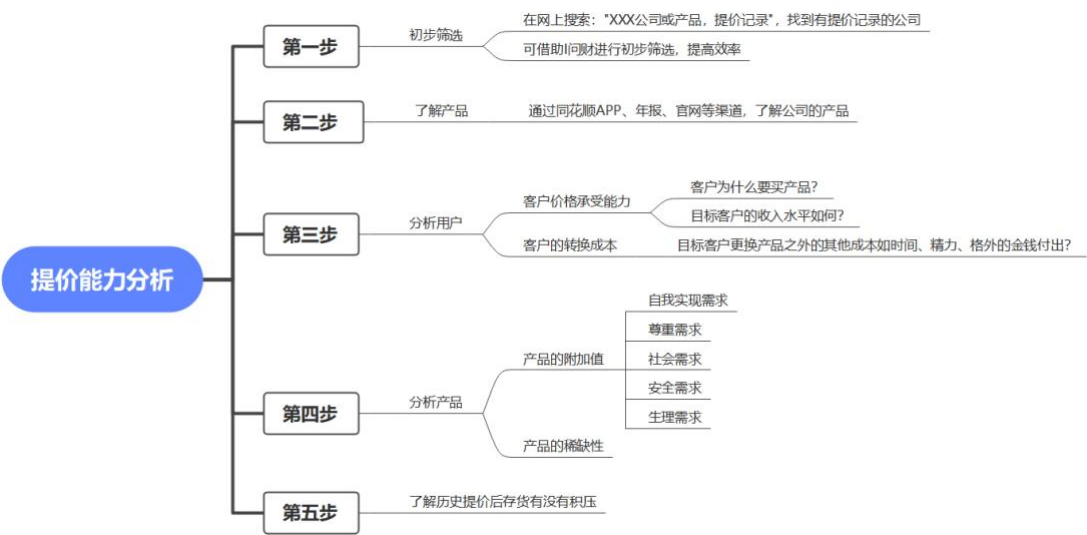 提价能力分析
第一步
初步筛选
在网上搜索："XXX公司或产品，提价记录"，找到有提价记录的公司
可借助I问财进行初步筛选，提高效率
第二步
了解产品
通过同花顺APP、年报、官网等渠道，了解公司的产品
第三步
分析用户
客户价格承受能力
客户为什么要买产品？
目标客户的收入水平如何？
客户的转换成本
目标客户更换产品之外的其他成本如时间、精力、格外的金钱付出？
第四步
分析产品
产品的附加值
自我实现需求
尊重需求
社会需求
安全需求
生理需求
产品的稀缺性
第五步
了解历史提价后存货有没有积压